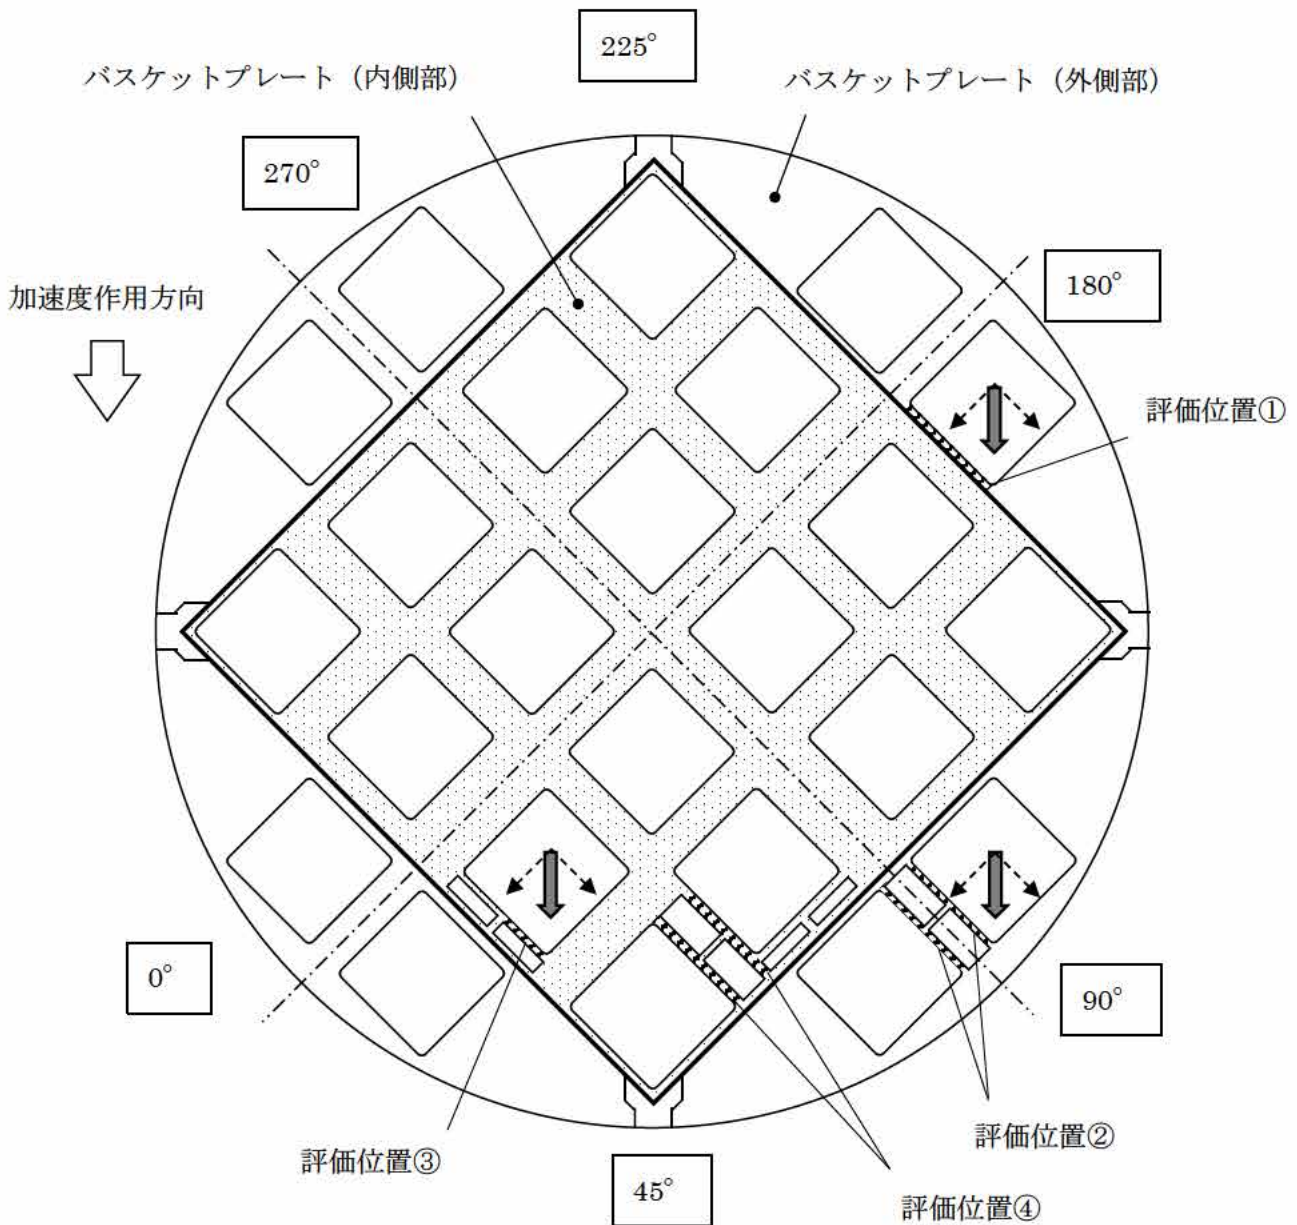 225°
バスケットプレート（内側部）
バスケットプレート（外側部）
270°
180°
加速度作用方向
評価位置①
0°
90°
評価位置②
評価位置③
45°
評価位置④